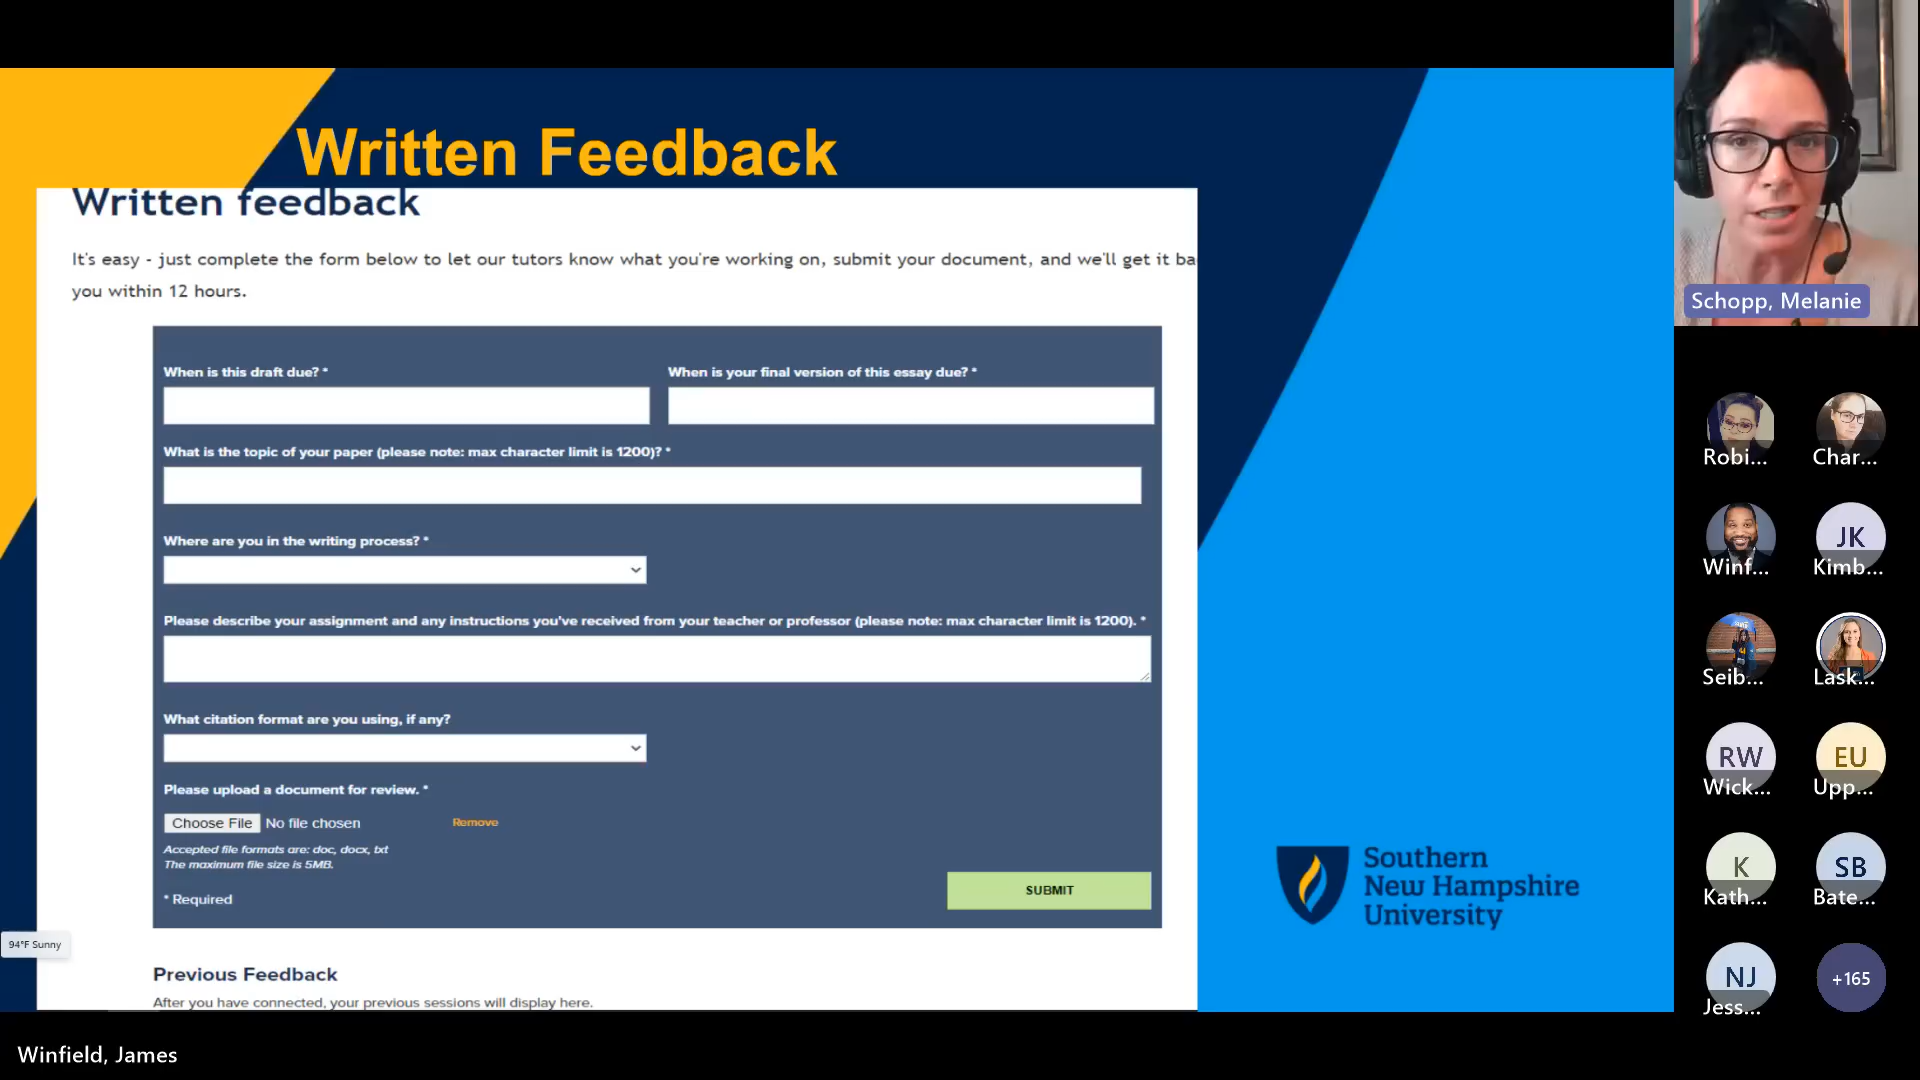 Written Feedback
Written feedback
It's easy - just complete the form below to let our tutors know what you're working on, submit your document, and we'll get it ba
you within 12 hours.
When is this draft due? *
When is your final version of this essay due? *
What is the topic of your paper (please note: max character limit is 1200)? *
Where are you in the writing process? *
Please describe your assignment and any instructions you've received from your teacher or professor (please note: max character limit is 1200). *
What citation format are you using, if any?
Please upload a document for review. *
Choose File No file chosen Remove
Accepted file formats are: doc, docx, txt
The maximum file size is 5MB.
* Required
SUBMIT
Previous Feedback
After you have connected, your previous sessions will display here.
94°F Sunny
Southern
New Hampshire
University
Winfield, James
Schopp, Melanie
Robi...
Char...
Winf...
JK
Kimb...
Seib...
Lask...
RW
Wick...
EU
Upp...
K
Kath...
SB
Bate...
NJ
Jess...
+165